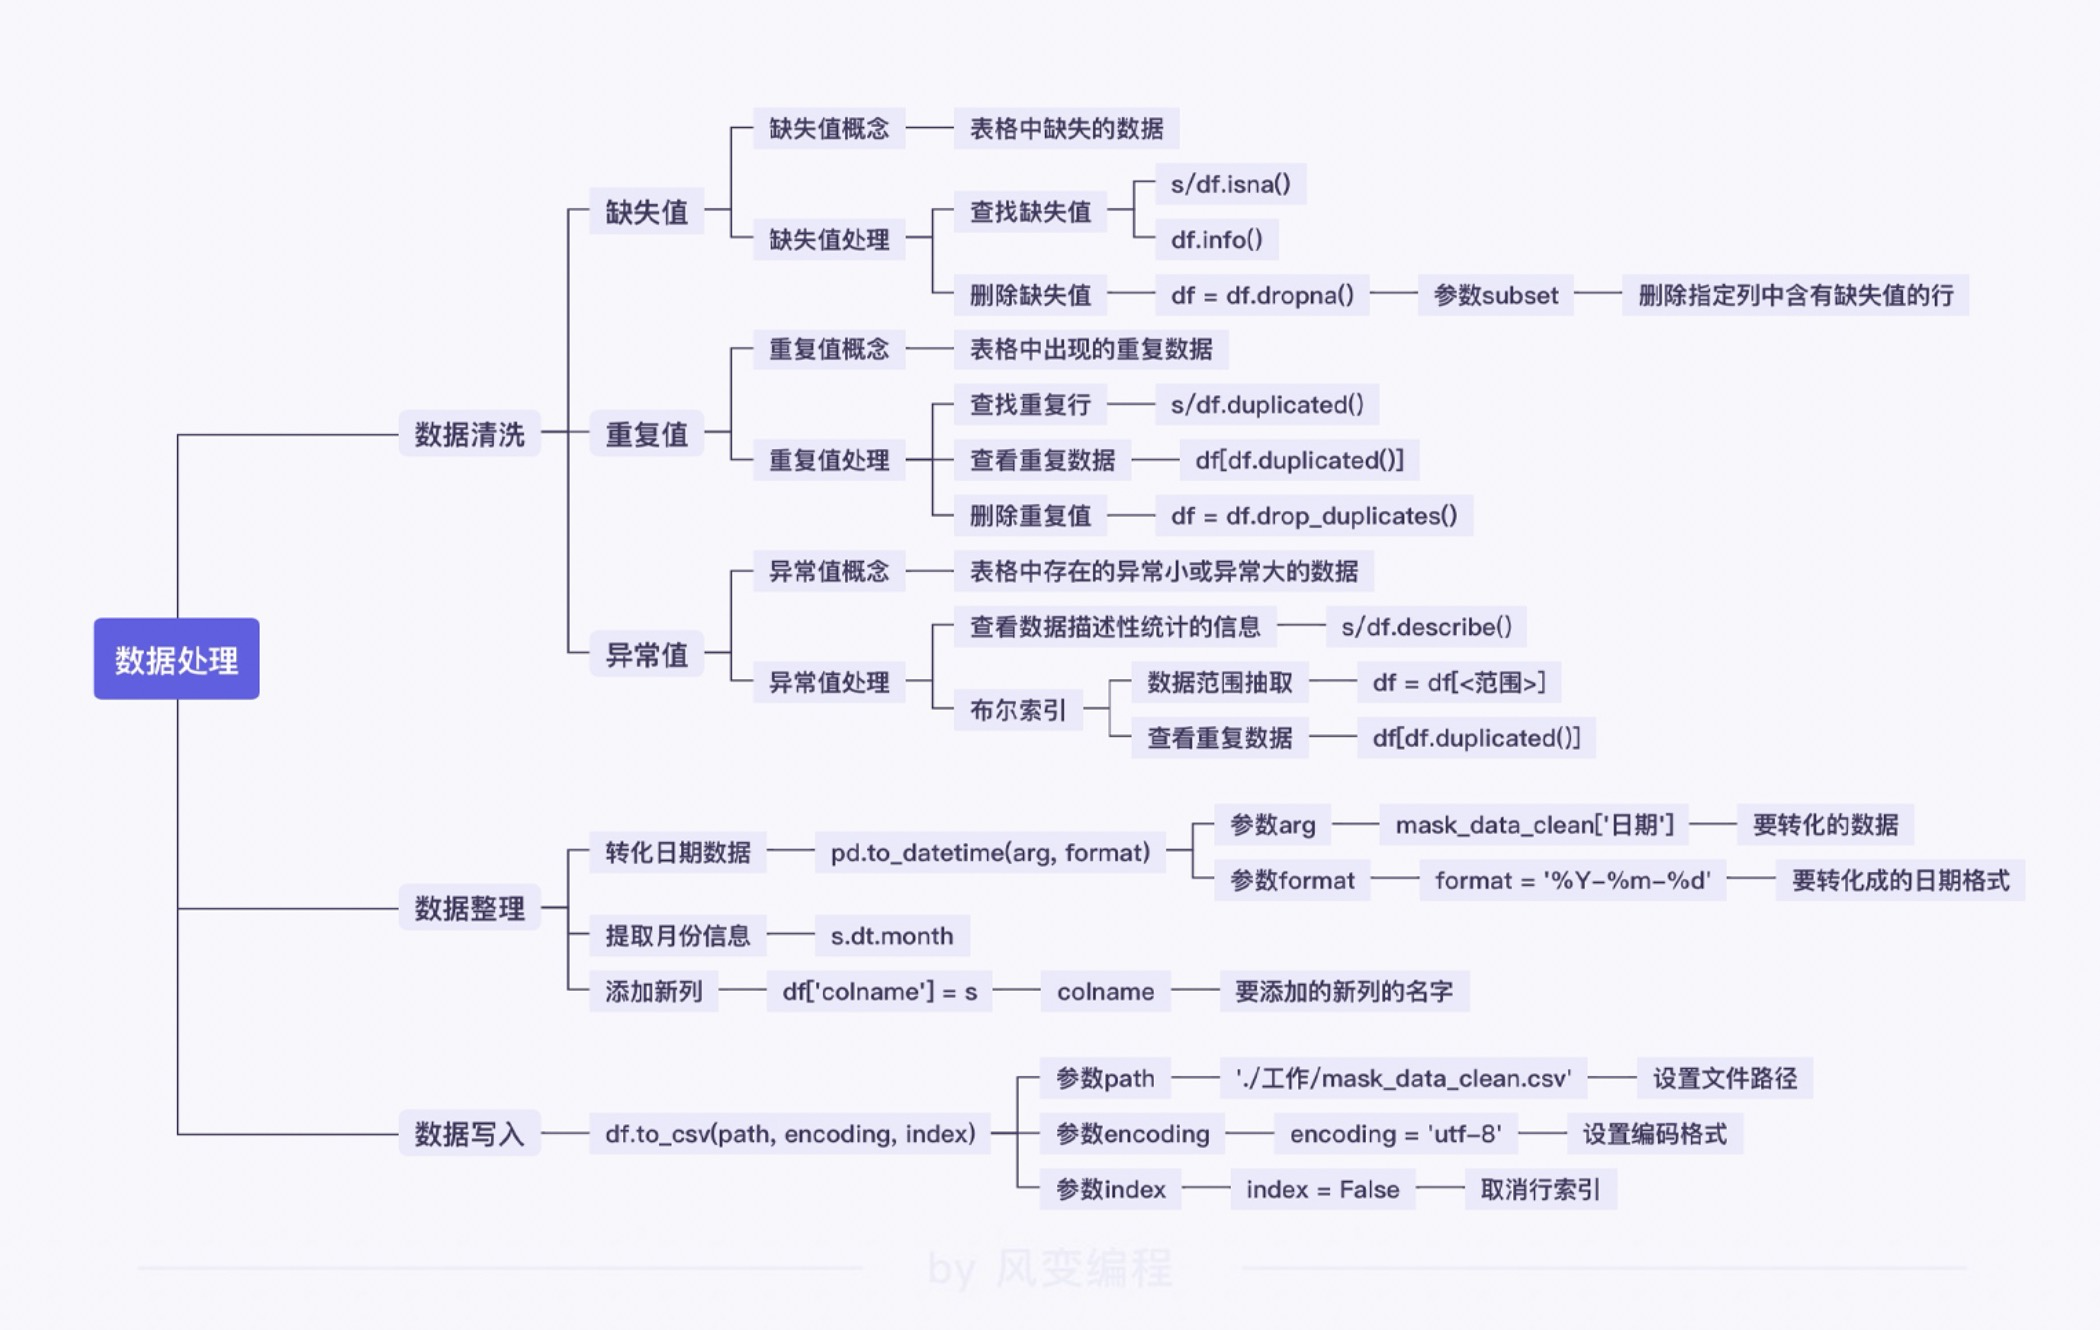 缺失值概念 表格中缺失的数据
s/df.isna()
缺失值 查找缺失值
缺失值处理 df.info()
删除缺失值 df = df.dropna() 参数subset 删除指定列中含有缺失值的行
重复值概念 表格中出现的重复数据
查找重复行 s/df.duplicated()
数据清洗 重复值
重复值处理 查看重复数据 df[df.duplicated()]
删除重复值 df = df.drop_duplicates()
异常值概念 表格中存在的异常小或异常大的数据
查看数据描述性统计的信息 s/df.describe()
异常值
数据处理
异常值处理 数据范围抽取 df = df[<范围>]
布尔索引
查看重复数据 df[df.duplicated()]
参数arg mask_data_clean['日期'] 要转化的数据
转化日期数据 pd.to_datetime(arg, format)
参数format format = '%Y-%m-%d' 要转化成的日期格式
数据整理
提取月份信息 s.dt.month
添加新列 df['colname'] = s colname 要添加的新列的名字
参数path './工作/mask_data_clean.csv' 设置文件路径
数据写入 df.to_csv(path, encoding, index) 参数encoding encoding = 'utf-8' 设置编码格式
参数index index = False 取消行索引
by 风变编程